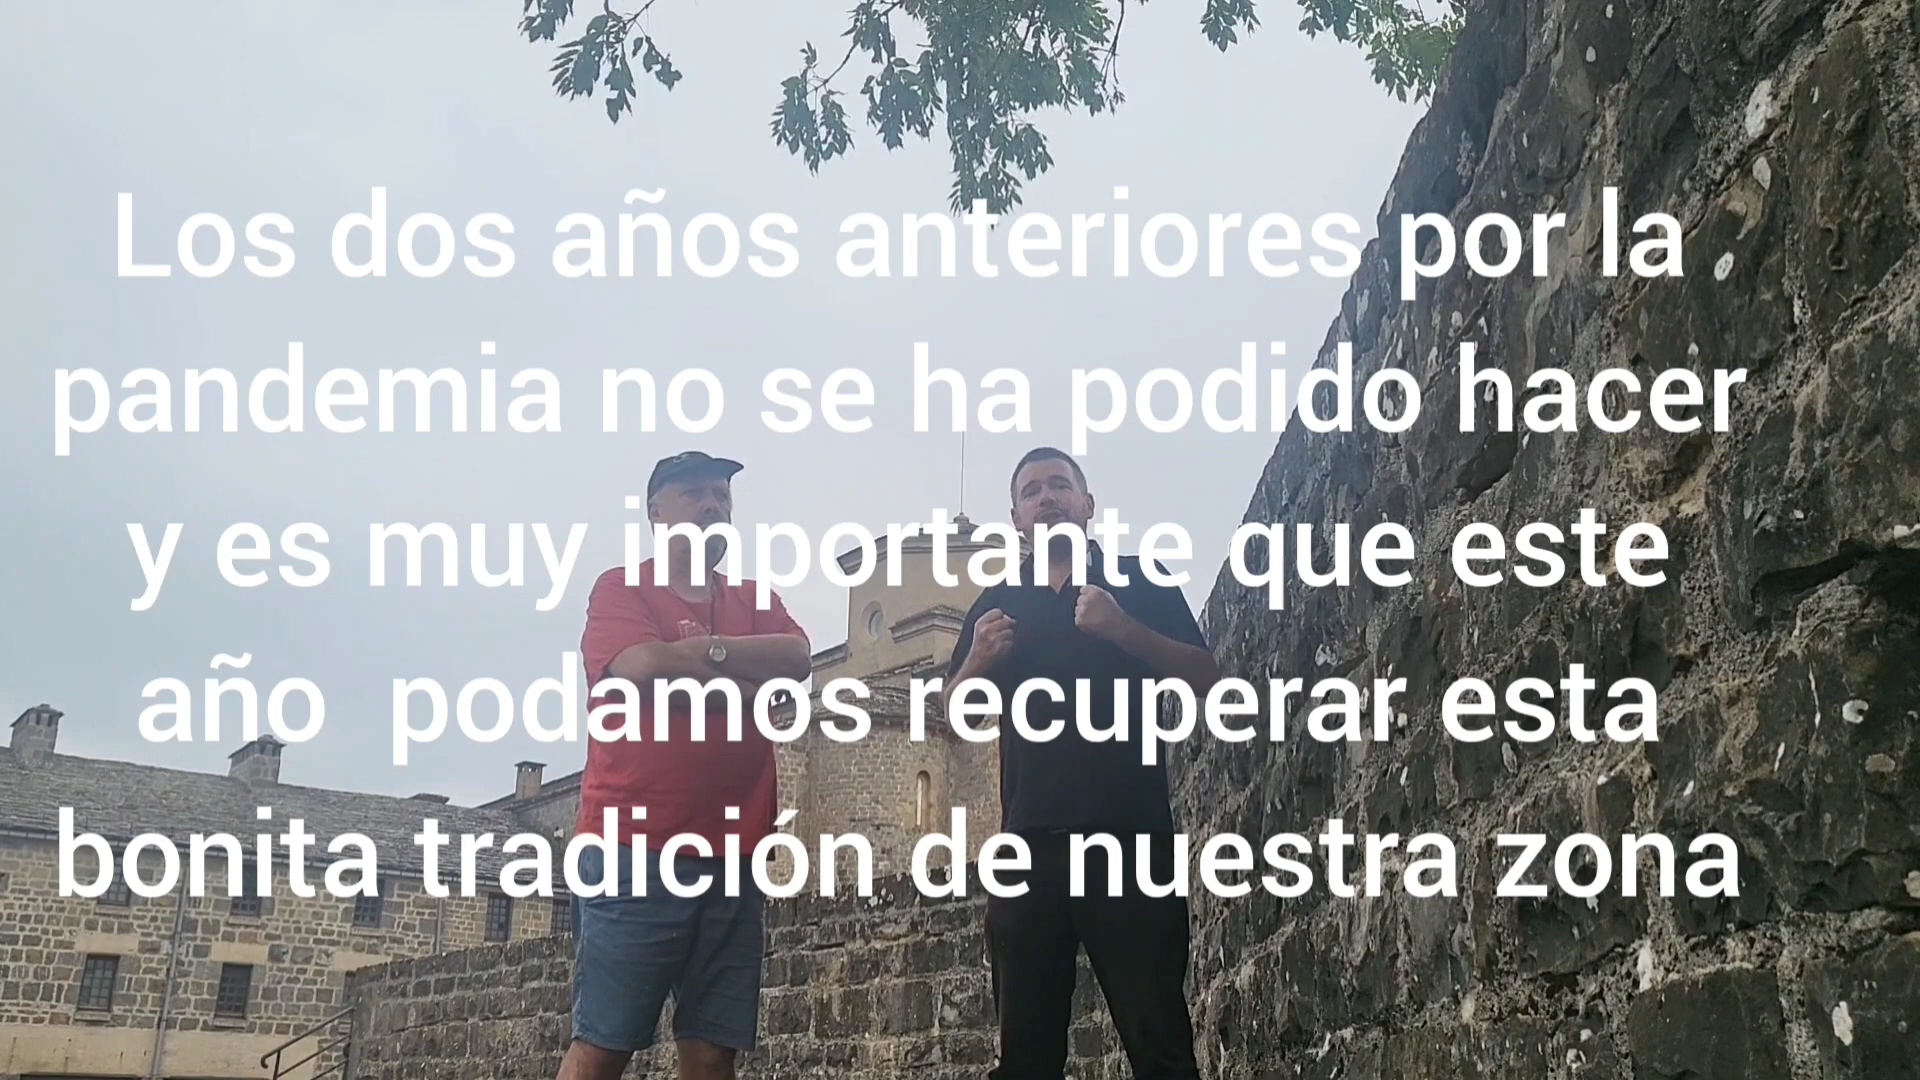 Los dos años anteriores por la
pandemia no se ha podido hacer
y es muy importante que este
año  podamos recuperar esta
bonita tradición de nuestra zona